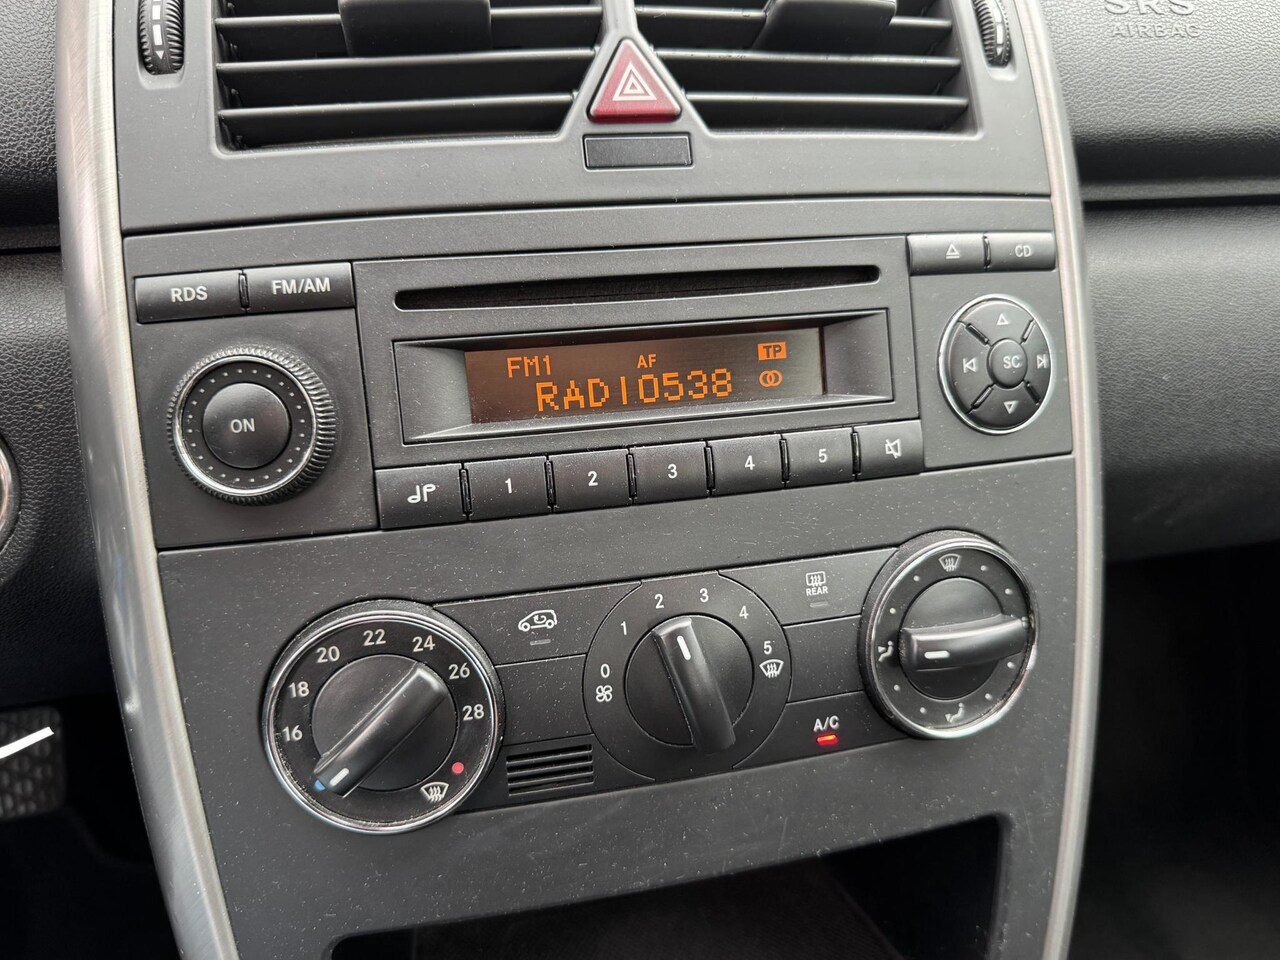 SRS
AIRBAG
CD
RDS
FM/AM
FM1 AF TP
RADIO538
SC
ON
1 2 3 4 5
REAR
0 1 2 3 4 5
16 18 20 22 24 26 28
A/C